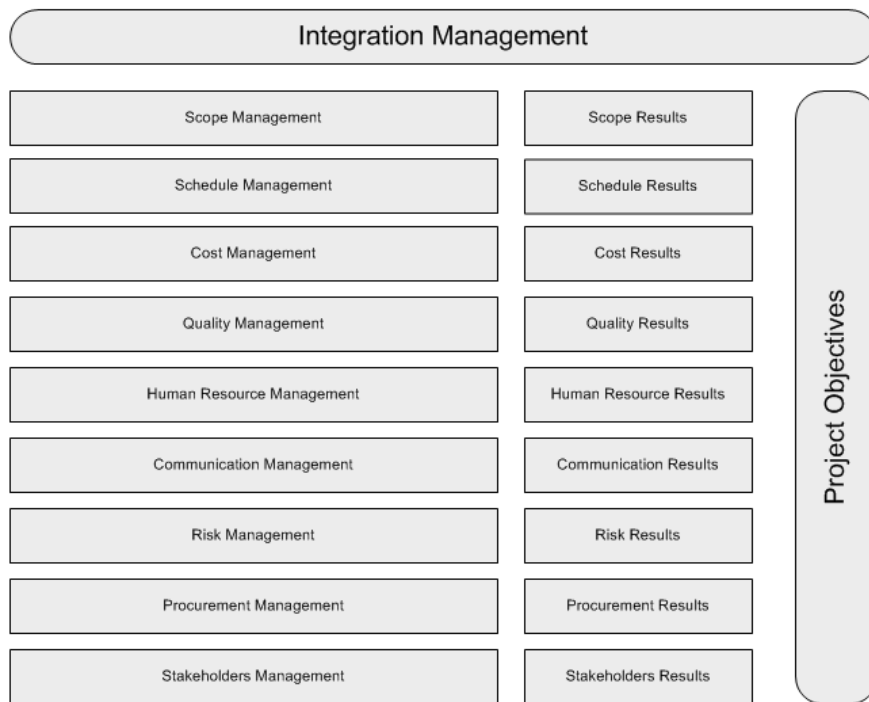 Integration Management
Scope Management
Scope Results
Schedule Management
Schedule Results
Cost Management
Cost Results
Quality Management
Quality Results
Human Resource Management
Human Resource Results
Communication Management
Communication Results
Risk Management
Risk Results
Procurement Management
Procurement Results
Stakeholders Management
Stakeholders Results
Project Objectives